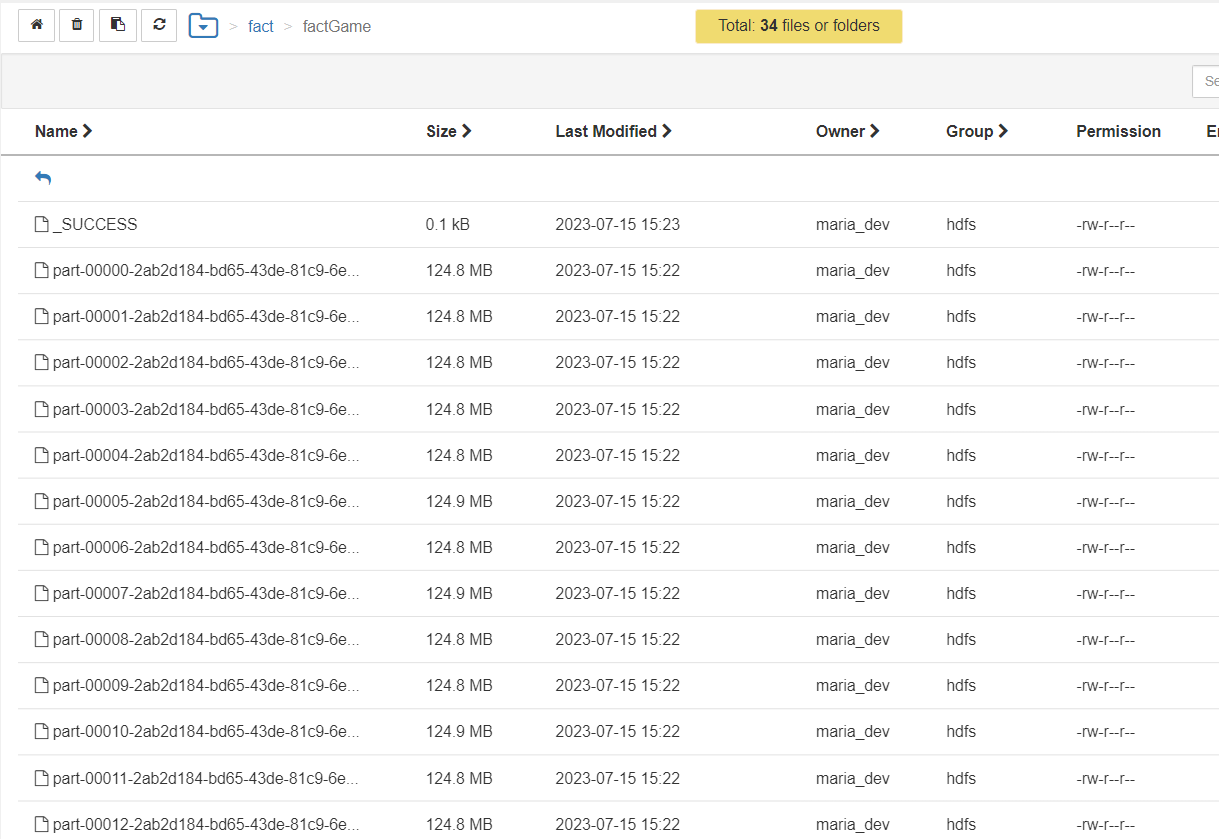 > fact > factGame
Total: 34 files or folders
Se
Name Size Last Modified Owner Group Permission Er
_SUCCESS 0.1 kB 2023-07-15 15:23 maria_dev hdfs -rw-r--r--
part-00000-2ab2d184-bd65-43de-81c9-6e... 124.8 MB 2023-07-15 15:22 maria_dev hdfs -rw-r--r--
part-00001-2ab2d184-bd65-43de-81c9-6e... 124.8 MB 2023-07-15 15:22 maria_dev hdfs -rw-r--r--
part-00002-2ab2d184-bd65-43de-81c9-6e... 124.8 MB 2023-07-15 15:22 maria_dev hdfs -rw-r--r--
part-00003-2ab2d184-bd65-43de-81c9-6e... 124.8 MB 2023-07-15 15:22 maria_dev hdfs -rw-r--r--
part-00004-2ab2d184-bd65-43de-81c9-6e... 124.8 MB 2023-07-15 15:22 maria_dev hdfs -rw-r--r--
part-00005-2ab2d184-bd65-43de-81c9-6e... 124.9 MB 2023-07-15 15:22 maria_dev hdfs -rw-r--r--
part-00006-2ab2d184-bd65-43de-81c9-6e... 124.8 MB 2023-07-15 15:22 maria_dev hdfs -rw-r--r--
part-00007-2ab2d184-bd65-43de-81c9-6e... 124.9 MB 2023-07-15 15:22 maria_dev hdfs -rw-r--r--
part-00008-2ab2d184-bd65-43de-81c9-6e... 124.8 MB 2023-07-15 15:22 maria_dev hdfs -rw-r--r--
part-00009-2ab2d184-bd65-43de-81c9-6e... 124.8 MB 2023-07-15 15:22 maria_dev hdfs -rw-r--r--
part-00010-2ab2d184-bd65-43de-81c9-6e... 124.9 MB 2023-07-15 15:22 maria_dev hdfs -rw-r--r--
part-00011-2ab2d184-bd65-43de-81c9-6e... 124.8 MB 2023-07-15 15:22 maria_dev hdfs -rw-r--r--
part-00012-2ab2d184-bd65-43de-81c9-6e... 124.8 MB 2023-07-15 15:22 maria_dev hdfs -rw-r--r--